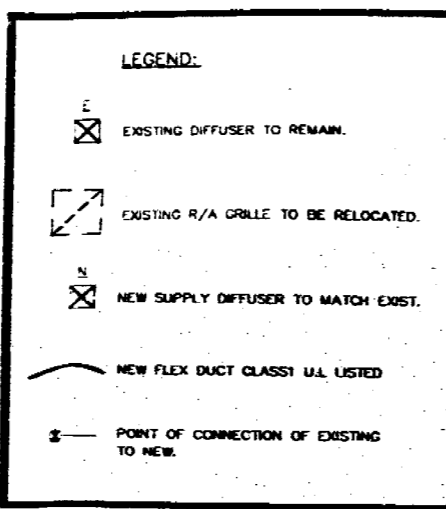 LEGEND:
E
EXISTING DIFFUSER TO REMAIN.
EXISTING R/A GRILLE TO BE RELOCATED.
N
NEW SUPPLY DIFFUSER TO MATCH EXIST.
NEW FLEX DUCT CLASS1 U.L LISTED
POINT OF CONNECTION OF EXISTING
TO NEW.